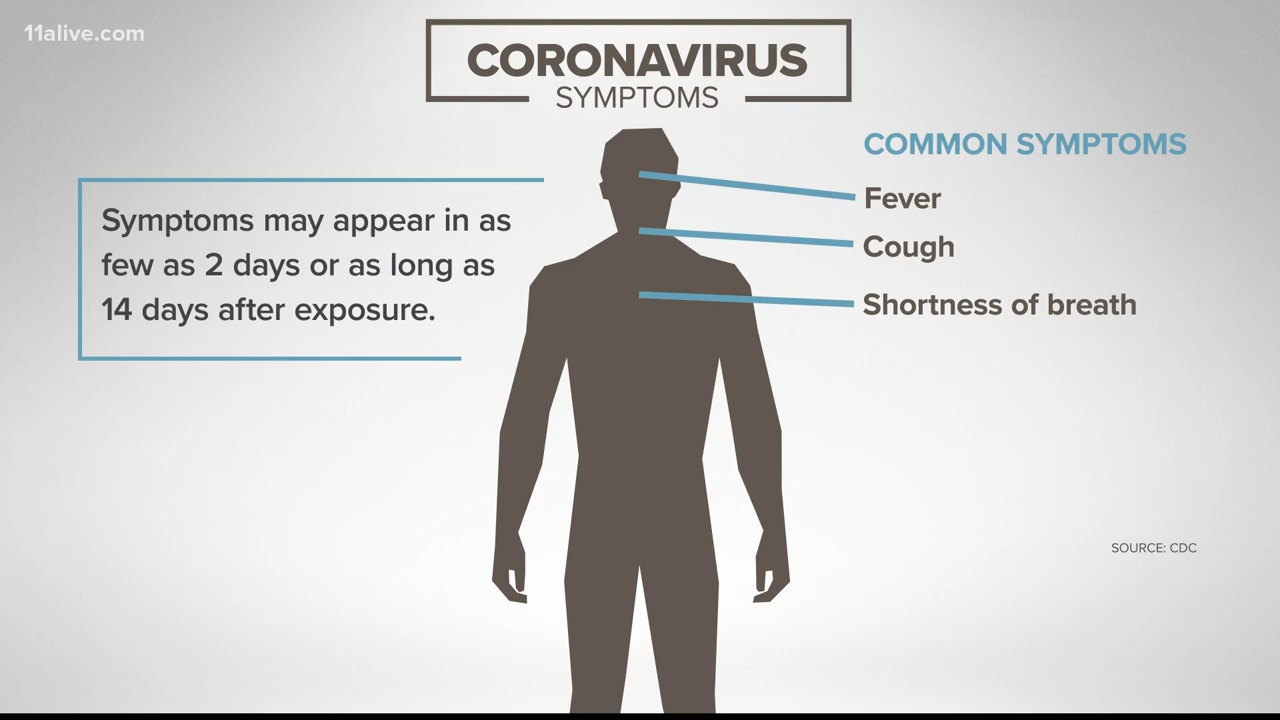 11alive.com
CORONAVIRUS
SYMPTOMS
Symptoms may appear in as
few as 2 days or as long as
14 days after exposure.
COMMON SYMPTOMS
Fever
Cough
Shortness of breath
SOURCE: CDC